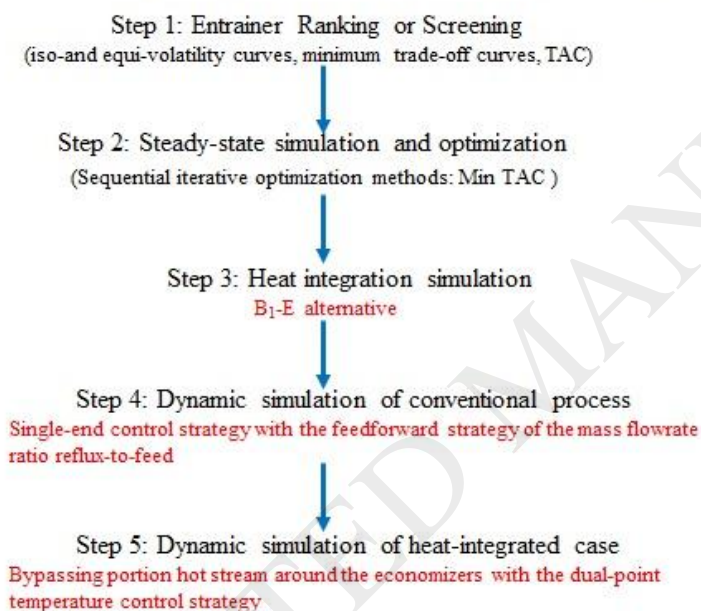 Step 1: Entrainer Ranking or Screening
(iso-and equi-volatility curves, minimum trade-off curves, TAC)
Step 2: Steady-state simulation and optimization
(Sequential iterative optimization methods: Min TAC )
Step 3: Heat integration simulation
B₁-E alternative
Step 4: Dynamic simulation of conventional process
Single-end control strategy with the feedforward strategy of the mass flowrate
ratio reflux-to-feed
Step 5: Dynamic simulation of heat-integrated case
Bypassing portion hot stream around the economizers with the dual-point
temperature control strategy
TED MAN